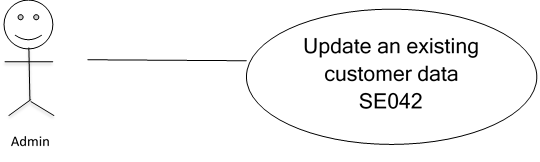 Update an existing
customer data
SE042
Admin